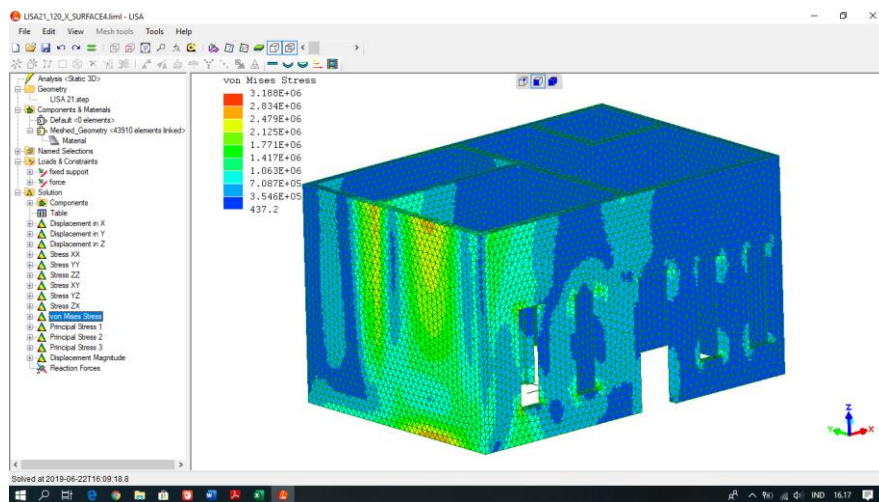 LISA21_120_X_SURFACE4.liml - LISA
File Edit View Mesh tools Tools Help
Analysis <Static 3D>
Geometry
LISA 21.step
Components & Materials
Default <0 elements>
Meshed_Geometry <43910 elements linked>
Material
Named Selections
Loads & Constraints
fixed support
force
Solution
Components
Table
Displacement in X
Displacement in Y
Displacement in Z
Stress XX
Stress YY
Stress ZZ
Stress XY
Stress YZ
Stress ZX
von Mises Stress
Principal Stress 1
Principal Stress 2
Principal Stress 3
Displacement Magnitude
Reaction Forces
von Mises Stress
3.188E+06
2.834E+06
2.479E+06
2.125E+06
1.771E+06
1.417E+06
1.063E+06
7.087E+05
3.546E+05
437.2
Z
Y X
Solved at 2019-06-22T16:09:18.8
IND 16.17